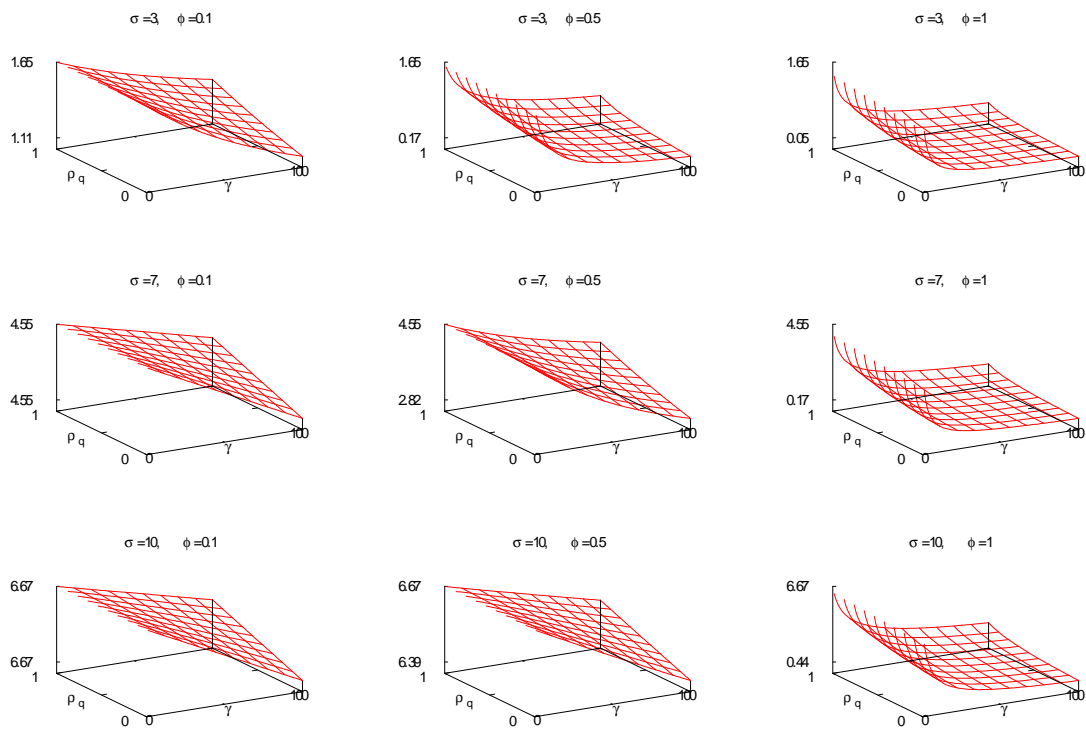 σ=3, ϕ=0.1
1.65
1.11
1
ρ q
0
0
γ
100
σ=3, ϕ=0.5
1.65
0.17
1
ρ q
0
0
γ
100
σ=3, ϕ=1
1.65
0.05
1
ρ q
0
0
γ
100
σ=7, ϕ=0.1
4.55
4.55
1
ρ q
0
0
γ
100
σ=7, ϕ=0.5
4.55
2.82
1
ρ q
0
0
γ
100
σ=7, ϕ=1
4.55
0.17
1
ρ q
0
0
γ
100
σ=10, ϕ=0.1
6.67
6.67
1
ρ q
0
0
γ
100
σ=10, ϕ=0.5
6.67
6.39
1
ρ q
0
0
γ
100
σ=10, ϕ=1
6.67
0.44
1
ρ q
0
0
γ
100